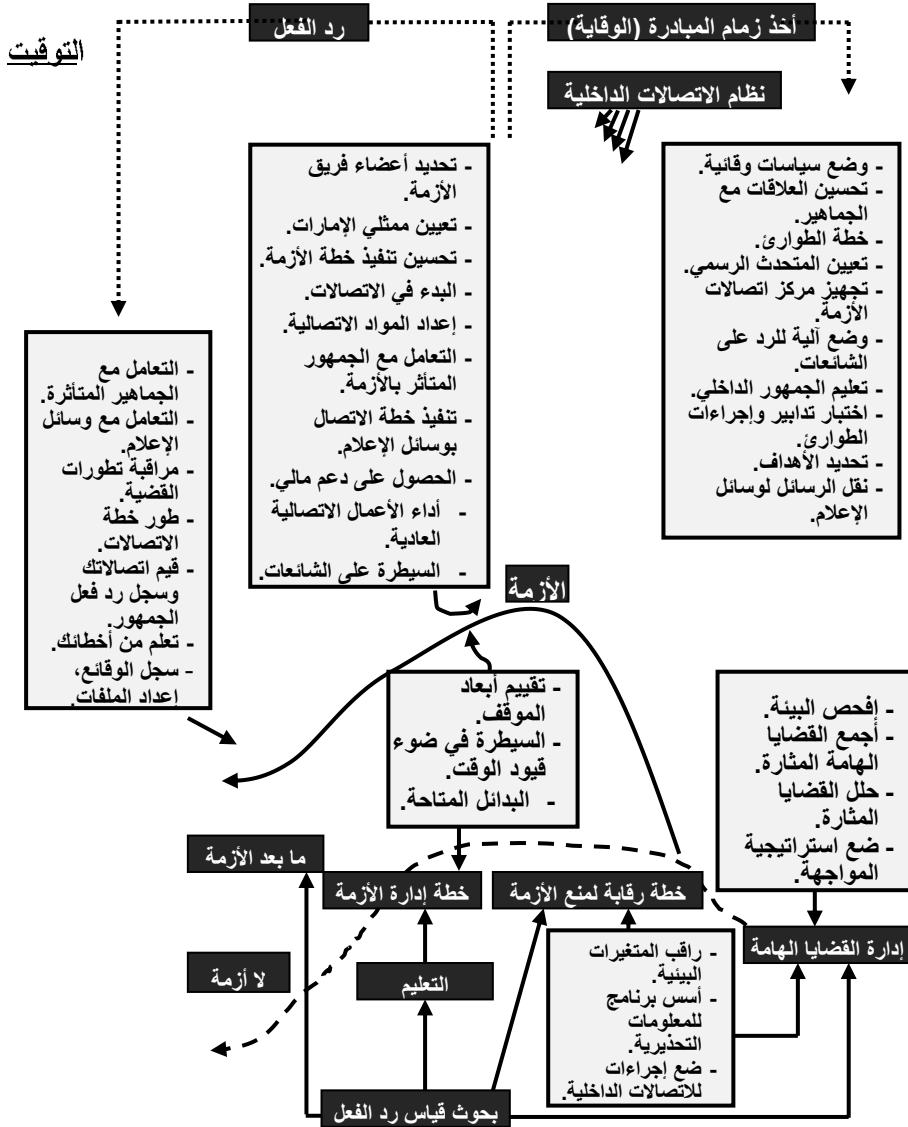 أخذ زمام المبادرة (الوقاية)
رد الفعل
التوقيت
نظام الاتصالات الداخلية
- وضع سياسات وقائية.
- تحسين العلاقات مع
الجماهير.
- خطة الطوارئ.
- تعيين المتحدث الرسمي.
- تجهيز مركز اتصالات
الأزمة.
- وضع آلية للرد على
الشائعات.
- تعليم الجمهور الداخلي.
- اختبار تدابير وإجراءات
الطوارئ.
- تحديد الأهداف.
- نقل الرسائل لوسائل
الإعلام.
- تحديد أعضاء فريق
الأزمة.
- تعيين ممثلي الإمارات.
- تحسين تنفيذ خطة الأزمة.
- البدء في الاتصالات.
- إعداد المواد الاتصالية.
- التعامل مع الجمهور
المتأثر بالأزمة.
- تنفيذ خطة الاتصال
بوسائل الإعلام.
- الحصول على دعم مالي.
- أداء الأعمال الاتصالية
العادية.
- السيطرة على الشائعات.
- التعامل مع
الجماهير المتأثرة.
- التعامل مع وسائل
الإعلام.
- مراقبة تطورات
القضية.
- طور خطة
الاتصالات.
- قيم اتصالاتك
وسجل رد فعل
الجمهور.
- تعلم من أخطائك.
- سجل الوقائع،
إعداد الملفات.
الأزمة
- إفحص البيئة.
- أجمع القضايا
الهامة المثارة.
- حلل القضايا
المثارة.
- ضع استراتيجية
المواجهة.
- تقييم أبعاد
الموقف.
- السيطرة في ضوء
قيود الوقت.
- البدائل المتاحة.
ما بعد الأزمة
خطة إدارة الأزمة
خطة رقابة لمنع الأزمة
إدارة القضايا الهامة
- راقب المتغيرات
البيئية.
- أسس برنامج
للمعلومات
التحذيرية.
- ضع إجراءات
للاتصالات الداخلية.
لا أزمة
التعليم
بحوث قياس رد الفعل